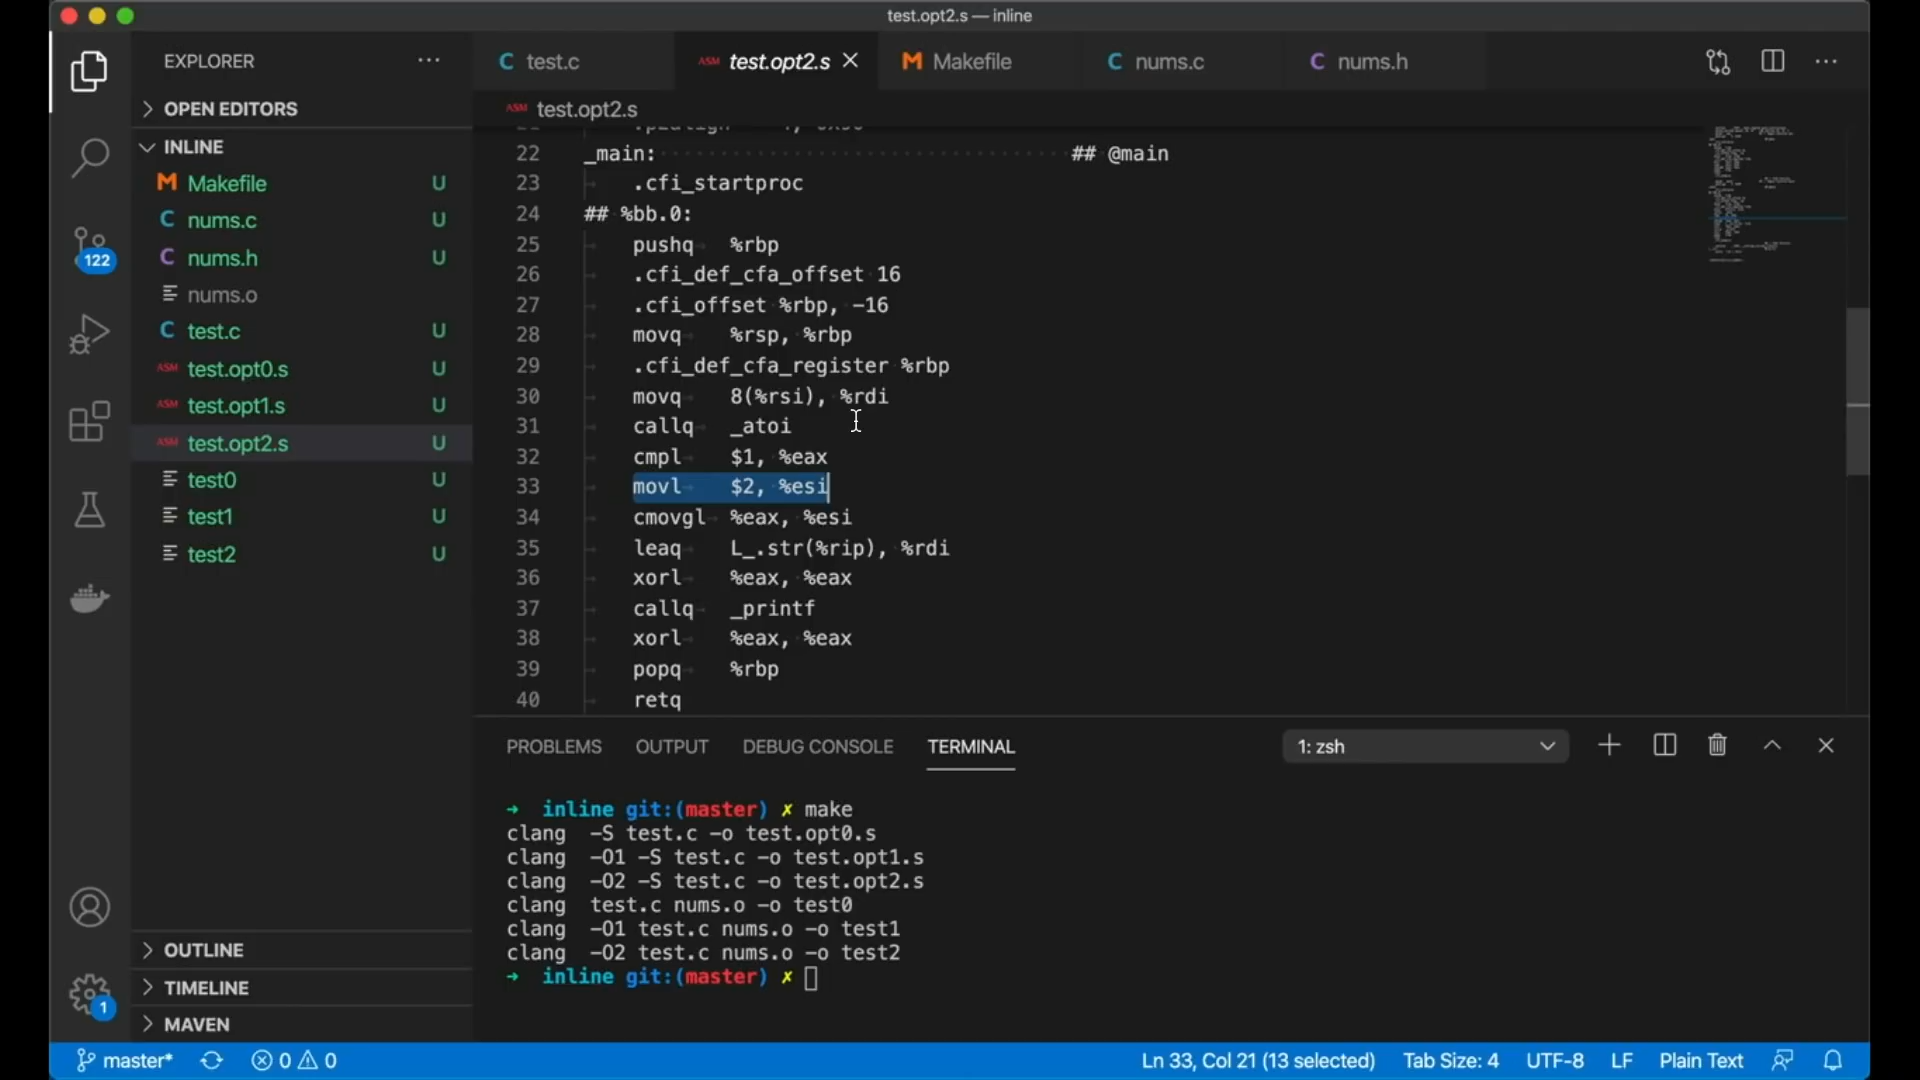 test.opt2.s — inline
EXPLORER
OPEN EDITORS
INLINE
M Makefile U
C nums.c U
C nums.h U
nums.o
C test.c U
ASM test.opt0.s U
ASM test.opt1.s U
ASM test.opt2.s U
test0 U
test1 U
test2 U
OUTLINE
TIMELINE
MAVEN
122
1
C test.c
ASM test.opt2.s
M Makefile
C nums.c
C nums.h
ASM test.opt2.s
22 _main: ## @main
23 .cfi_startproc
24 ## %bb.0:
25 pushq %rbp
26 .cfi_def_cfa_offset 16
27 .cfi_offset %rbp, -16
28 movq %rsp, %rbp
29 .cfi_def_cfa_register %rbp
30 movq 8(%rsi), %rdi
31 callq _atoi
32 cmpl $1, %eax
33 movl $2, %esi
34 cmovgl %eax, %esi
35 leaq L_.str(%rip), %rdi
36 xorl %eax, %eax
37 callq _printf
38 xorl %eax, %eax
39 popq %rbp
40 retq
PROBLEMS OUTPUT DEBUG CONSOLE TERMINAL 1: zsh
➜ inline git:(master) ✗ make
clang -S test.c -o test.opt0.s
clang -O1 -S test.c -o test.opt1.s
clang -O2 -S test.c -o test.opt2.s
clang test.c nums.o -o test0
clang -O1 test.c nums.o -o test1
clang -O2 test.c nums.o -o test2
➜ inline git:(master) ✗
master* 0 0 Ln 33, Col 21 (13 selected) Tab Size: 4 UTF-8 LF Plain Text